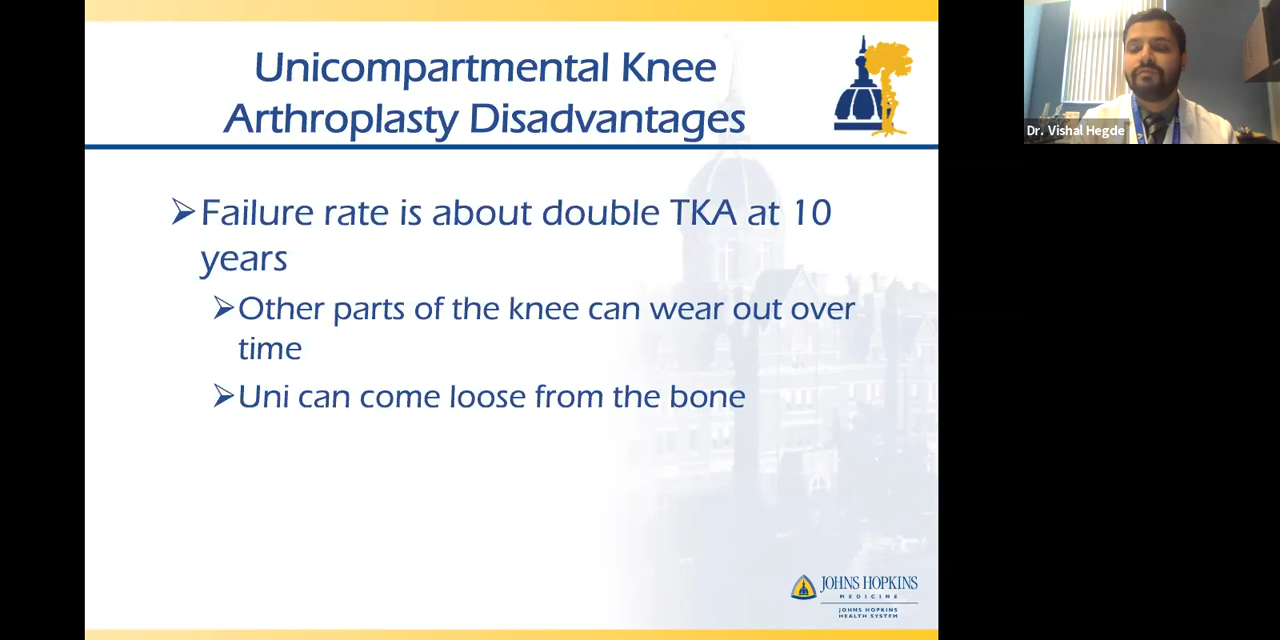 Unicompartmental Knee
Arthroplasty Disadvantages
➢Failure rate is about double TKA at 10
years
➢Other parts of the knee can wear out over
time
➢Uni can come loose from the bone
JOHNS HOPKINS
MEDICINE
JOHNS HOPKINS
HEALTH SYSTEM
Dr. Vishal Hegde